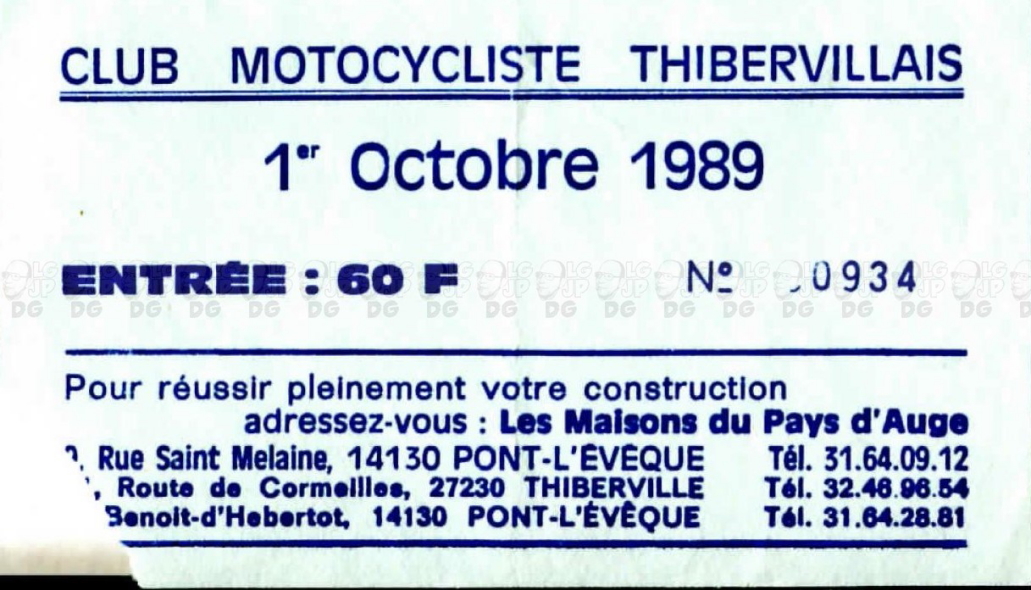 CLUB MOTOCYCLISTE THIBERVILLAIS
1er Octobre 1989
ENTRÉE : 60 F N° 0934
Pour réussir pleinement votre construction
adressez-vous : Les Maisons du Pays d'Auge
, Rue Saint Melaine, 14130 PONT-L'ÉVÊQUE Tél. 31.64.09.12
, Route de Cormeilles, 27230 THIBERVILLE Tél. 32.46.96.54
Benoit-d'Hebertot, 14130 PONT-L'ÉVÊQUE Tél. 31.64.28.81